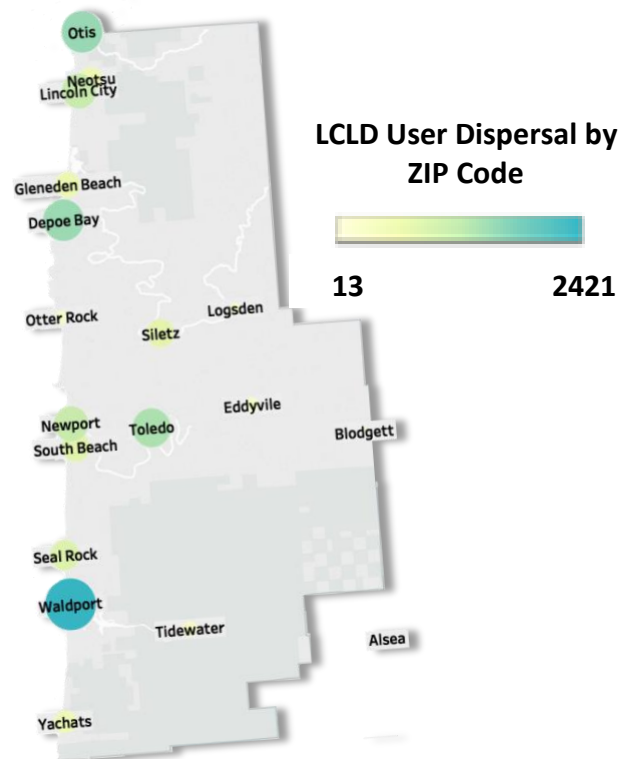 Otis
Neotsu
Lincoln City
LCLD User Dispersal by
ZIP Code
Gleneden Beach
Depoe Bay
13
2421
Otter Rock
Logsden
Siletz
Eddyvile
Newport
Toledo
Blodgett
South Beach
Seal Rock
Waldport
Tidewater
Alsea
Yachats